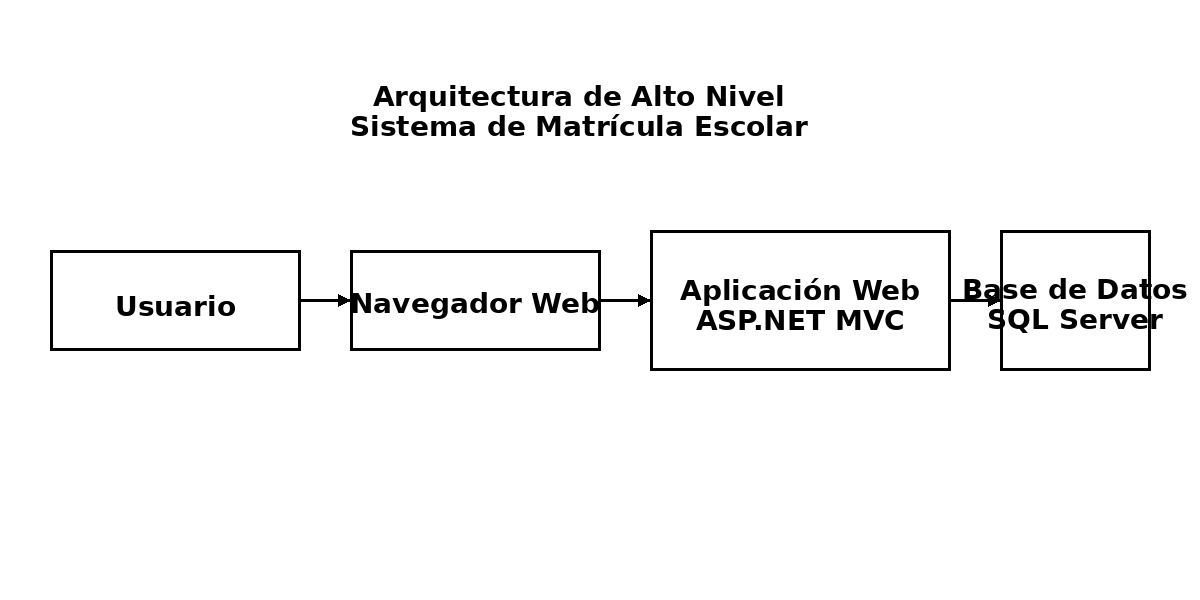 Arquitectura de Alto Nivel
Sistema de Matrícula Escolar
Usuario
Navegador Web
Aplicación Web
ASP.NET MVC
Base de Datos
SQL Server